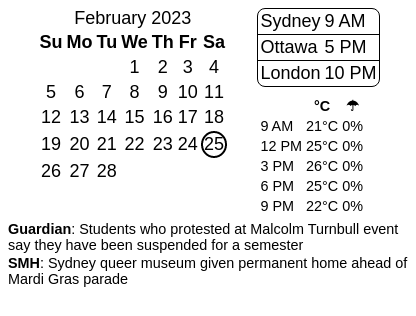 February 2023
Su Mo Tu We Th Fr Sa
1 2 3 4
5 6 7 8 9 10 11
12 13 14 15 16 17 18
19 20 21 22 23 24 25
26 27 28
Sydney 9 AM
Ottawa 5 PM
London 10 PM
°C ☂
9 AM 21°C 0%
12 PM 25°C 0%
3 PM 26°C 0%
6 PM 25°C 0%
9 PM 22°C 0%
Guardian: Students who protested at Malcolm Turnbull event
say they have been suspended for a semester
SMH: Sydney queer museum given permanent home ahead of
Mardi Gras parade